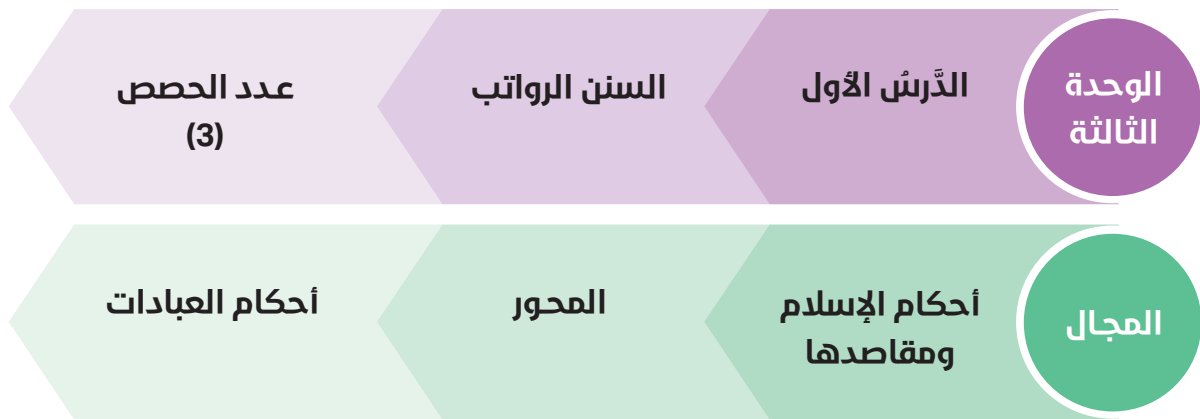 الوحدة
الثالثة
الدَّرسُ الأول
السنن الرواتب
عدد الحصص
(3)
المجال
أحكام الإسلام
ومقاصدها
المحور
أحكام العبادات